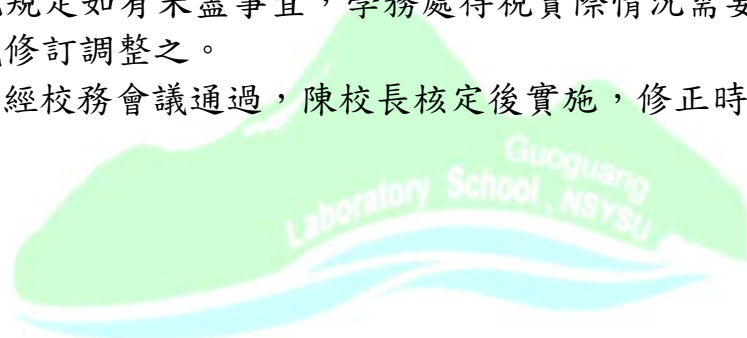 規定如有未盡事宜，學務處得視實際情況需要
修訂調整之。
經校務會議通過，陳校長核定後實施，修正時
Guoguang
Laboratory School, NSYSU